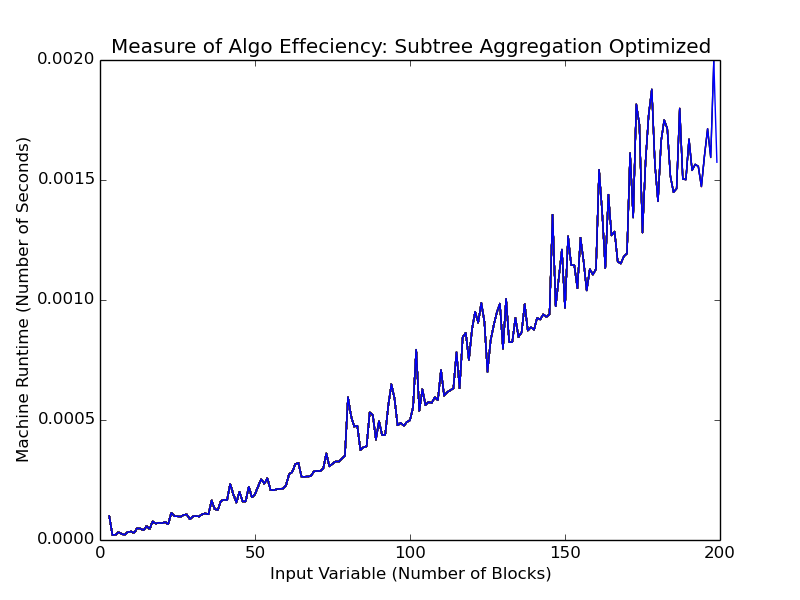 Measure of Algo Effeciency: Subtree Aggregation Optimized
0.0020
0.0015
0.0010
0.0005
0.0000
Machine Runtime (Number of Seconds)
0 50 100 150 200
Input Variable (Number of Blocks)